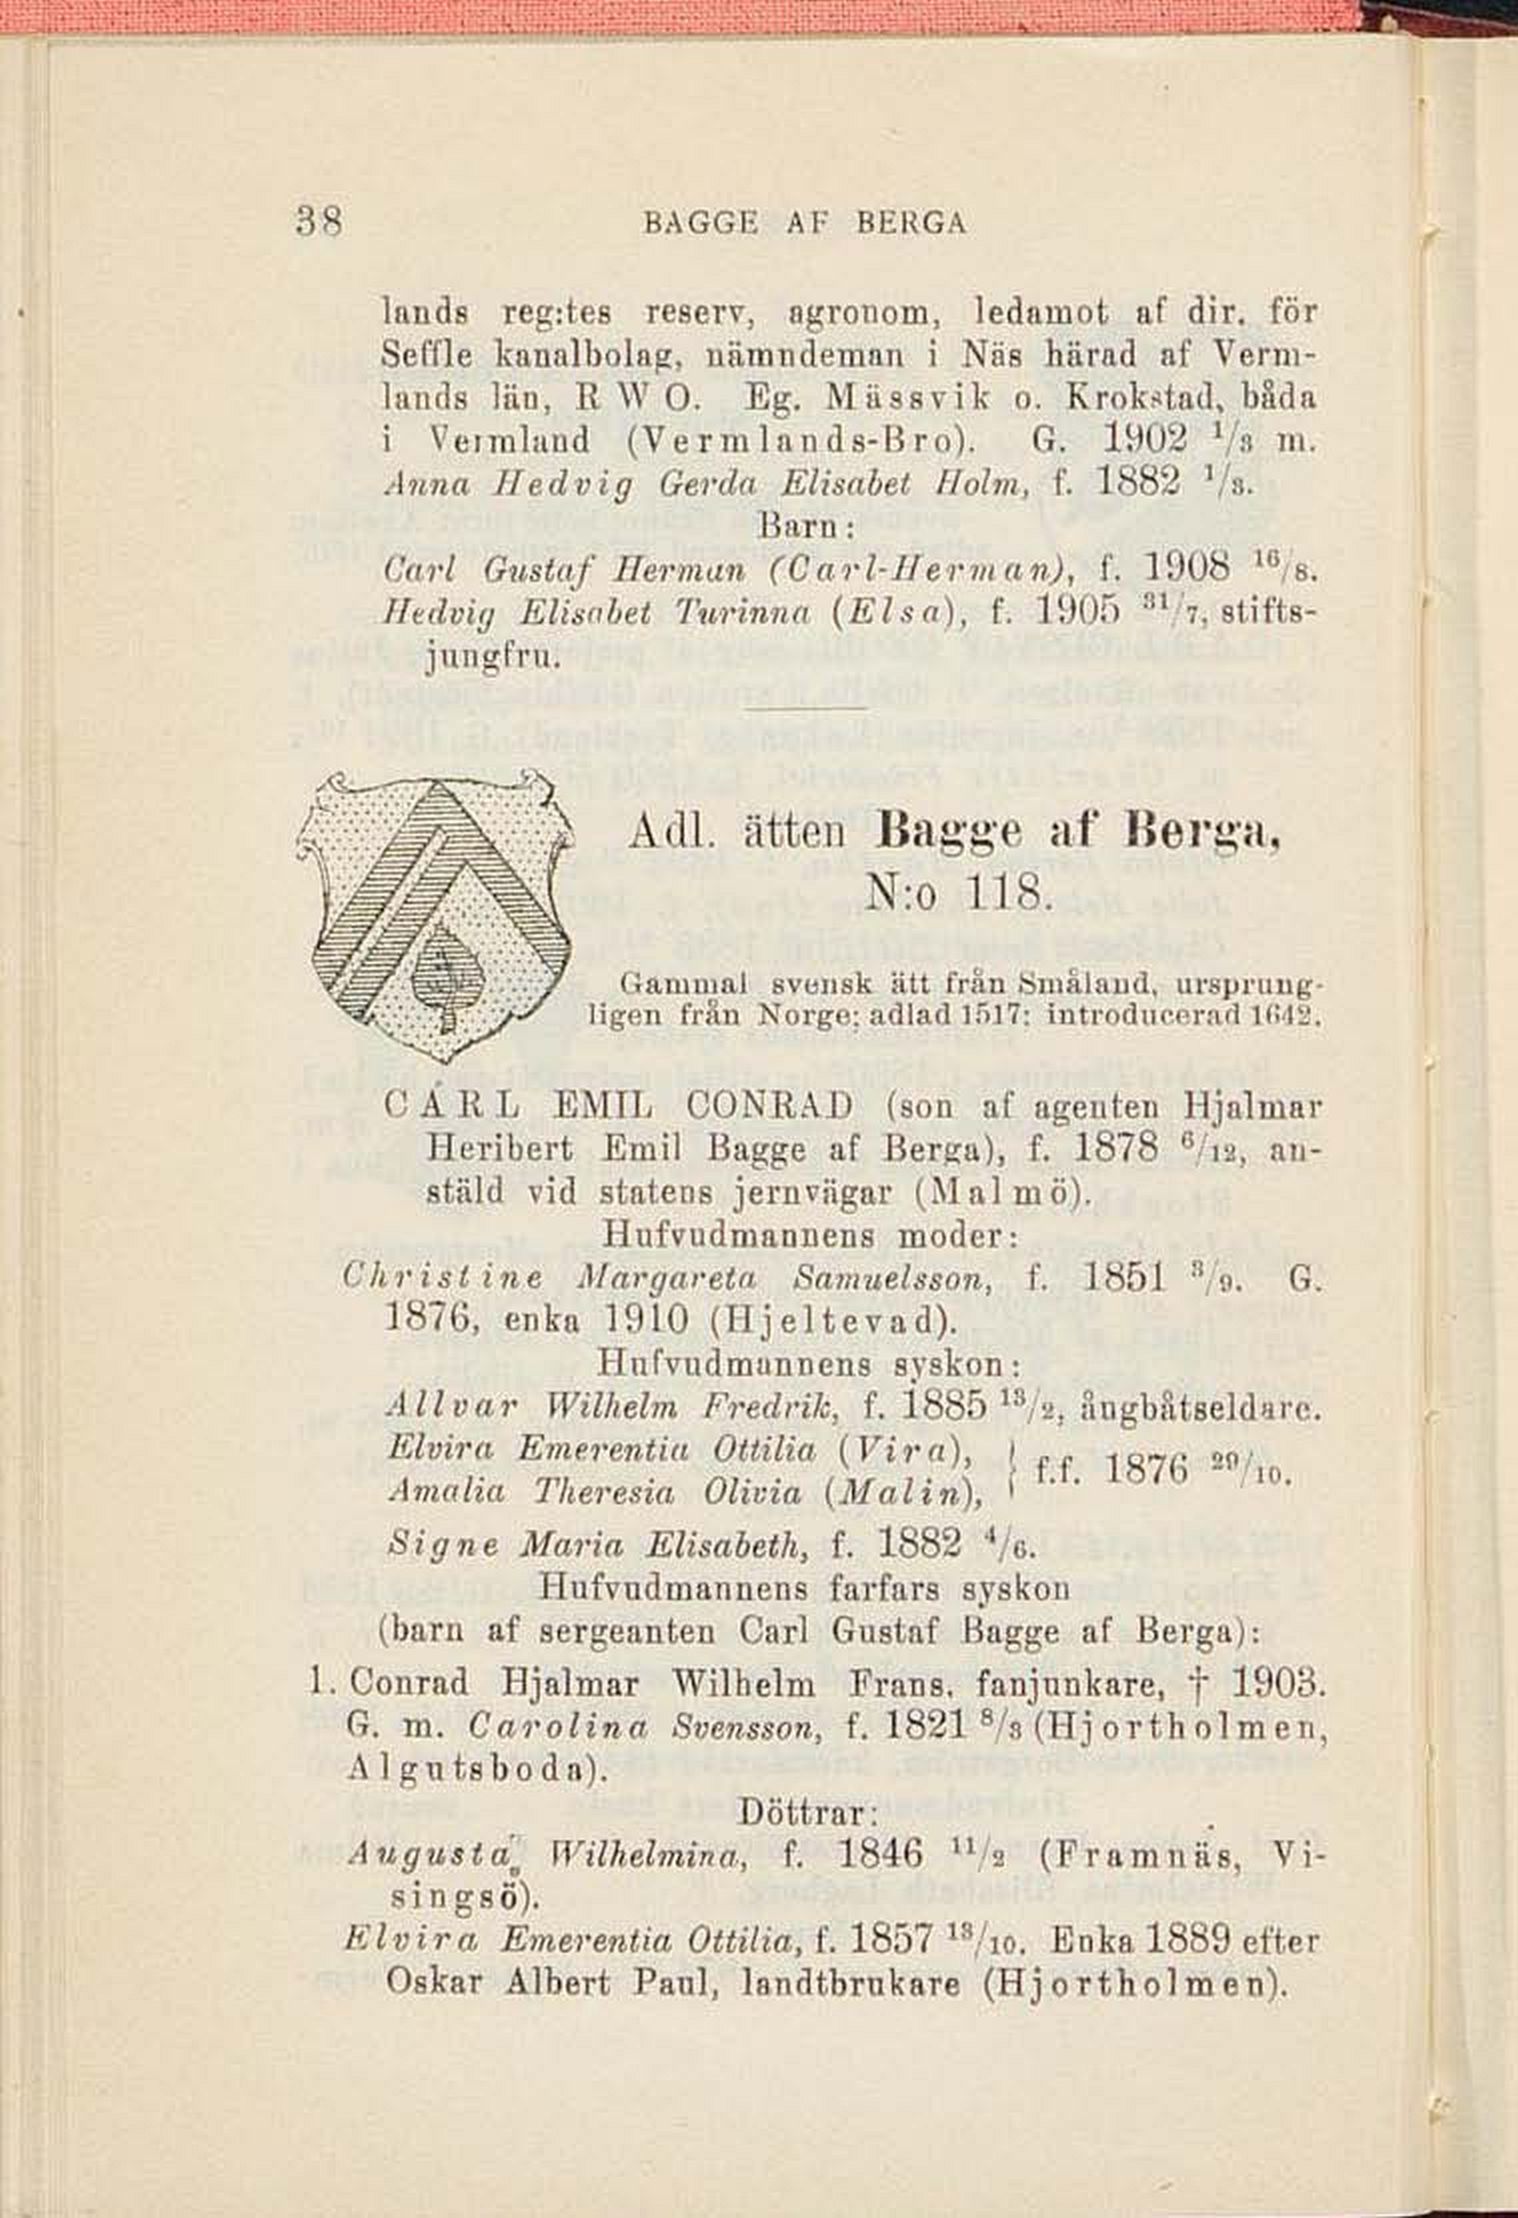 38 BAGGE AF BERGA
lands reg:tes reserv, agronom, ledamot af dir. för
Seffle kanalbolag, nämndeman i Näs härad af Verm-
lands län, R W O. Eg. Mässvik o. Krokstad, båda
i Vermland (Vermlands-Bro). G. 1902 1/3 m.
Anna Hedvig Gerda Elisabet Holm, f. 1882 1/3.
Barn:
Carl Gustaf Herman (Carl-Herman), f. 1908 16/8.
Hedvig Elisabet Turinna (Elsa), f. 1905 31/7, stifts-
jungfru.
Adl. ätten Bagge af Berga,
N:o 118.
Gammal svensk ätt från Småland, ursprung-
ligen från Norge; adlad 1517; introducerad 1642.
CARL EMIL CONRAD (son af agenten Hjalmar
Heribert Emil Bagge af Berga), f. 1878 6/12, an-
stäld vid statens jernvägar (Malmö).
Hufvudmannens moder:
Christine Margareta Samuelsson, f. 1851 3/9. G.
1876, enka 1910 (Hjeltevad).
Hufvudmannens syskon:
Allvar Wilhelm Fredrik, f. 1885 13/2, ångbåtseldare.
Elvira Emerentia Ottilia (Vira), } f.f. 1876 29/10.
Amalia Theresia Olivia (Malin),
Signe Maria Elisabeth, f. 1882 4/6.
Hufvudmannens farfars syskon
(barn af sergeanten Carl Gustaf Bagge af Berga):
1. Conrad Hjalmar Wilhelm Frans, fanjunkare, † 1903.
G. m. Carolina Svensson, f. 1821 8/3 (Hjortholmen,
Algutsboda).
Döttrar:
Augusta Wilhelmina, f. 1846 11/2 (Framnäs, Vi-
singsö).
Elvira Emerentia Ottilia, f. 1857 13/10. Enka 1889 efter
Oskar Albert Paul, landtbrukare (Hjortholmen).